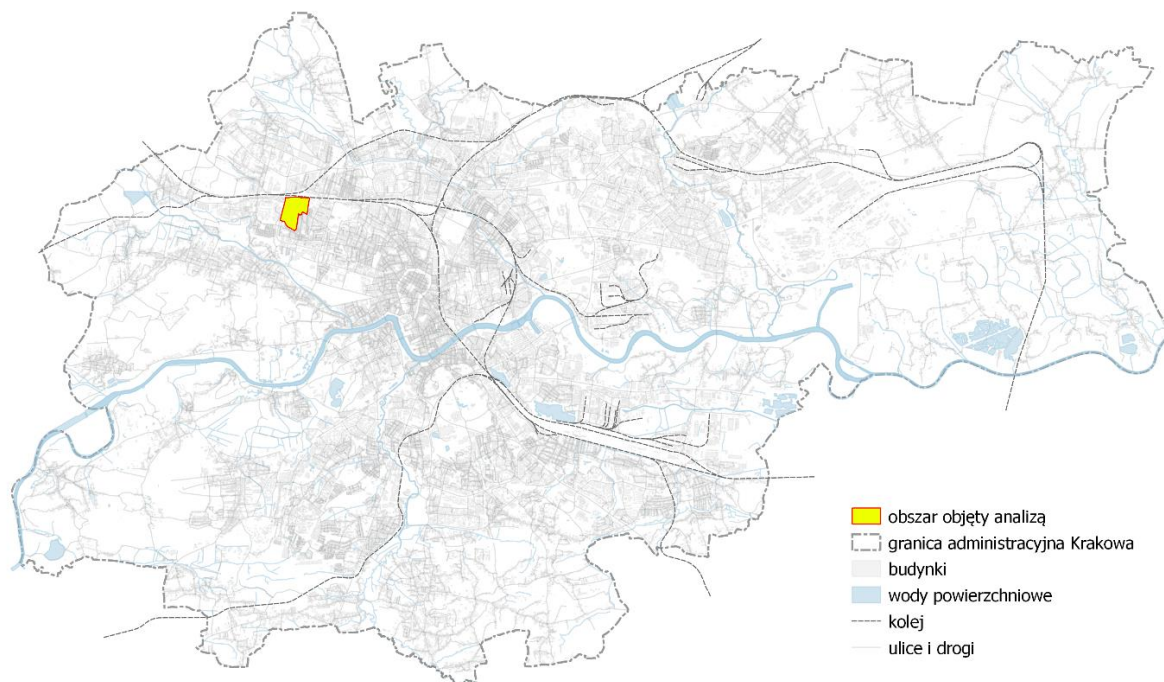 obszar objęty analizą
granica administracyjna Krakowa
budynki
wody powierzchniowe
kolej
ulice i drogi